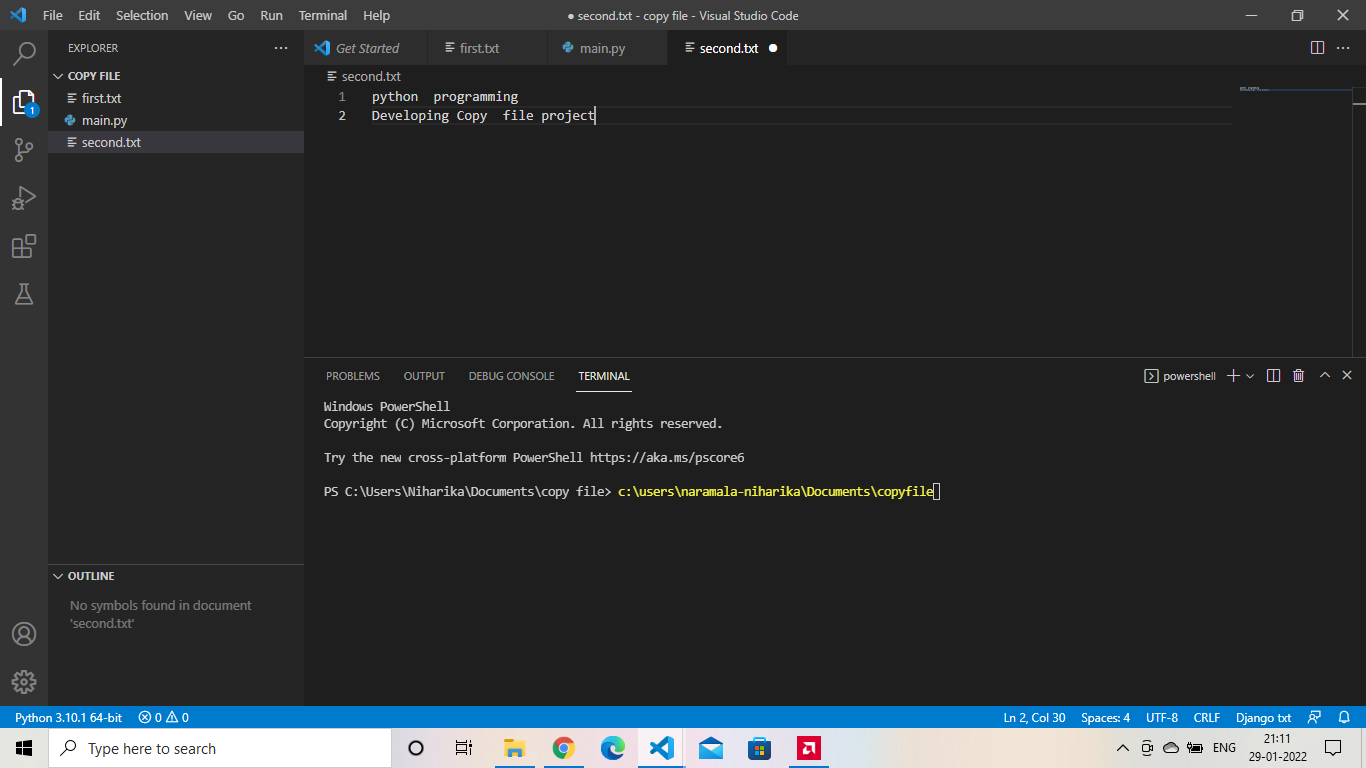 File Edit Selection View Go Run Terminal Help ● second.txt - copy file - Visual Studio Code
EXPLORER ...
Get Started first.txt main.py second.txt ●
COPY FILE
first.txt
main.py
second.txt
1
second.txt
1 python  programming
2 Developing Copy  file project
PROBLEMS OUTPUT DEBUG CONSOLE TERMINAL powershell
Windows PowerShell
Copyright (C) Microsoft Corporation. All rights reserved.
Try the new cross-platform PowerShell https://aka.ms/pscore6
PS C:\Users\Niharika\Documents\copy file> c:\users\naramala-niharika\Documents\copyfile
OUTLINE
No symbols found in document
'second.txt'
Python 3.10.1 64-bit 0 0 Ln 2, Col 30 Spaces: 4 UTF-8 CRLF Django txt
Type here to search ENG 21:11
29-01-2022